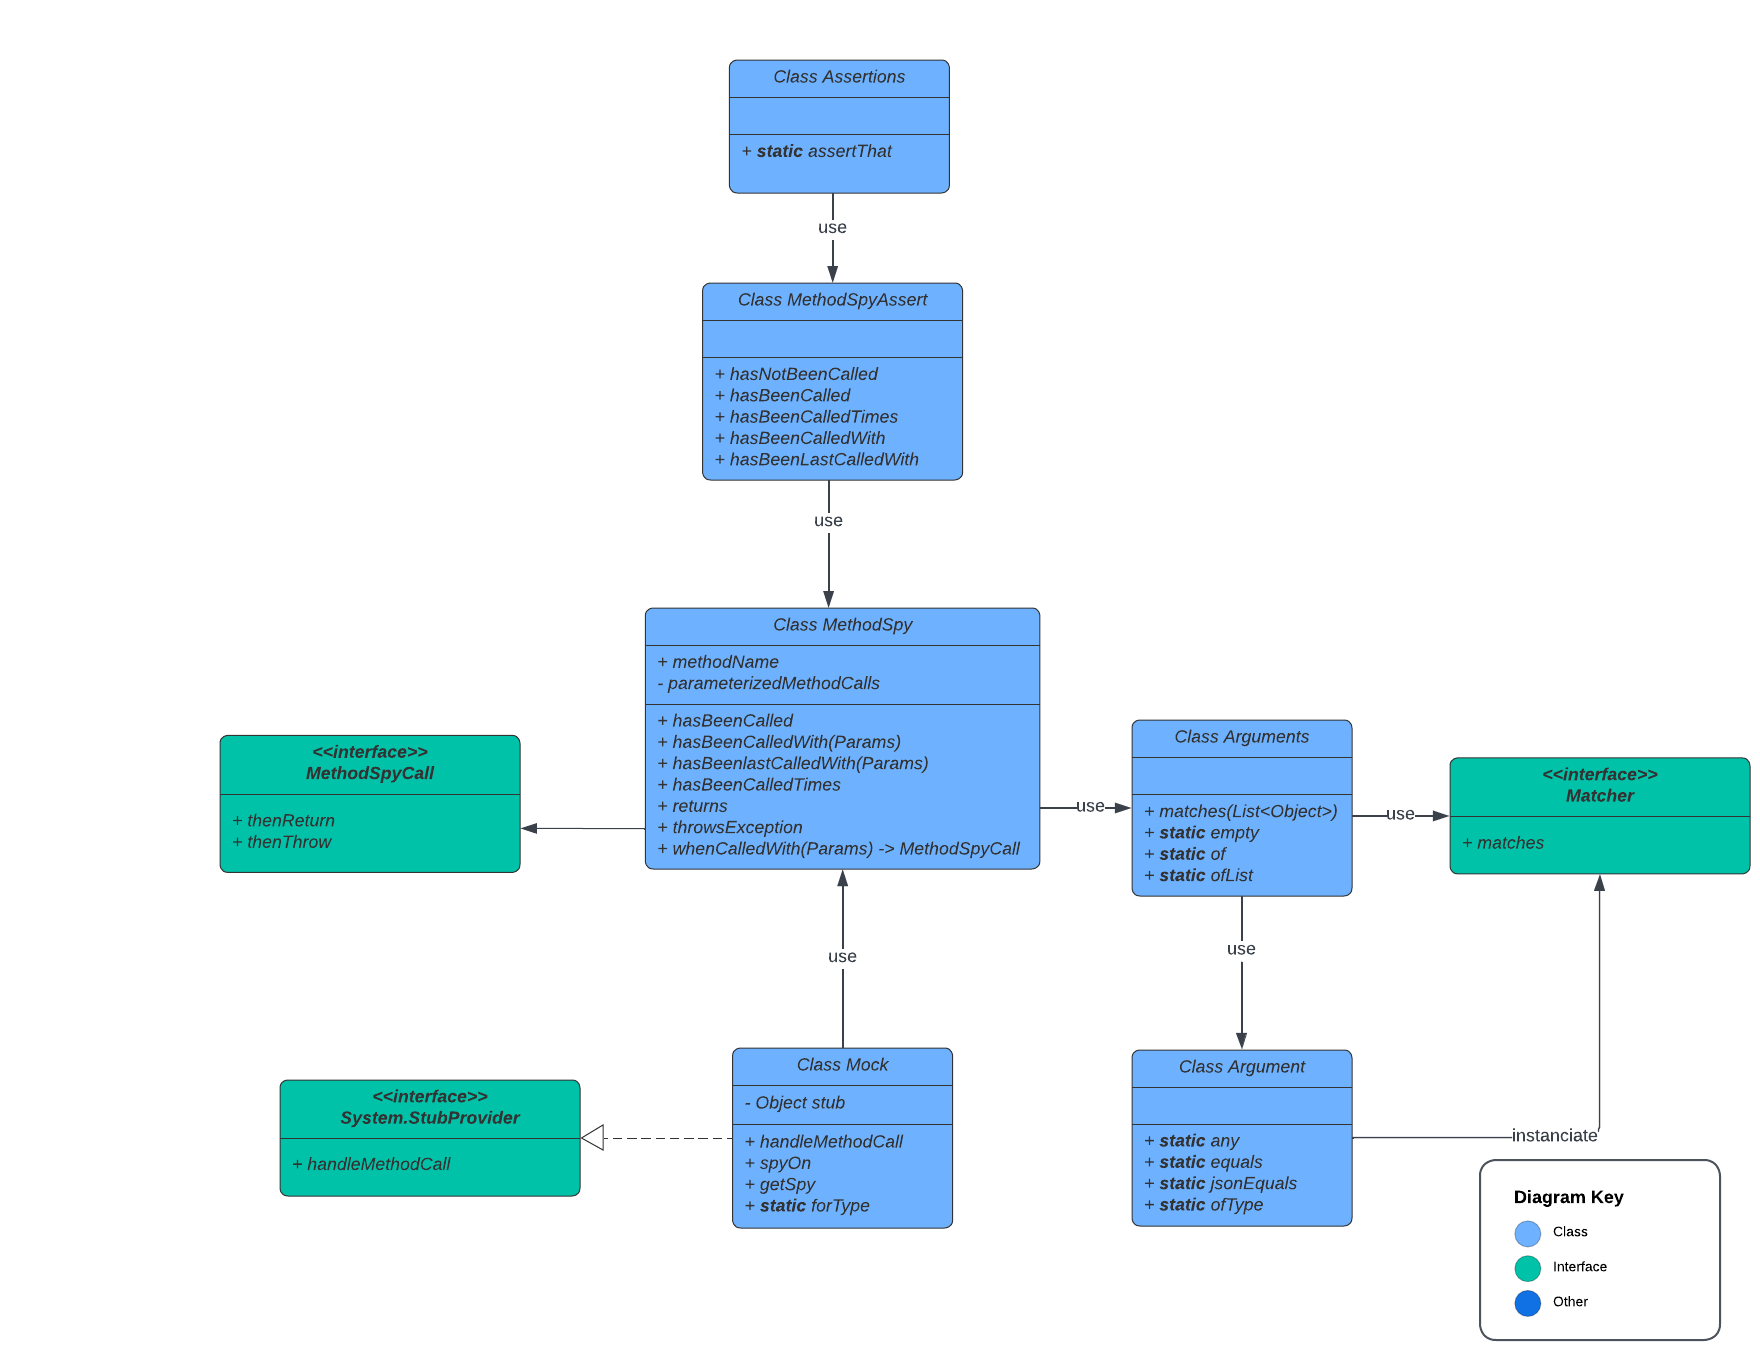 Class Assertions
+ static assertThat
use
Class MethodSpyAssert
+ hasNotBeenCalled
+ hasBeenCalled
+ hasBeenCalledTimes
+ hasBeenCalledWith
+ hasBeenLastCalledWith
use
Class MethodSpy
+ methodName
- parameterizedMethodCalls
+ hasBeenCalled
+ hasBeenCalledWith(Params)
+ hasBeenlastCalledWith(Params)
+ hasBeenCalledTimes
+ returns
+ throwsException
+ whenCalledWith(Params) -> MethodSpyCall
<<interface>>
MethodSpyCall
+ thenReturn
+ thenThrow
use
Class Arguments
+ matches(List<Object>)
+ static empty
+ static of
+ static ofList
use
<<interface>>
Matcher
+ matches
use
use
<<interface>>
System.StubProvider
+ handleMethodCall
Class Mock
- Object stub
+ handleMethodCall
+ spyOn
+ getSpy
+ static forType
Class Argument
+ static any
+ static equals
+ static jsonEquals
+ static ofType
instanciate
Diagram Key
Class
Interface
Other